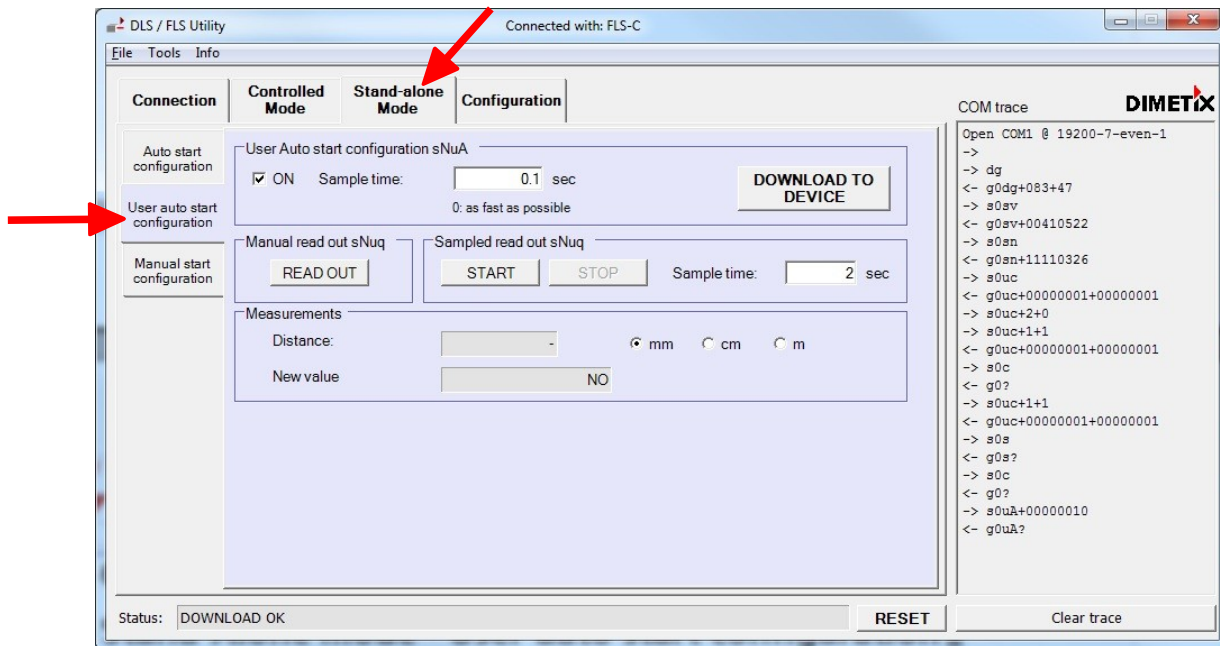 DLS / FLS Utility
Connected with: FLS-C
File Tools Info
Connection
Controlled
Mode
Stand-alone
Mode
Configuration
Auto start
configuration
User auto start
configuration
Manual start
configuration
User Auto start configuration sNuA
ON Sample time: 0.1 sec
0: as fast as possible
DOWNLOAD TO
DEVICE
Manual read out sNuq
READ OUT
Sampled read out sNuq
START STOP Sample time: 2 sec
Measurements
Distance: - mm cm m
New value NO
COM trace
DIMETIX
Open COM1 @ 19200-7-even-1
->
-> dg
<- g0dg+083+47
-> s0sv
<- g0sv+00410522
-> s0sn
<- g0sn+11110326
-> s0uc
<- g0uc+00000001+00000001
-> s0uc+2+0
-> s0uc+1+1
<- g0uc+00000001+00000001
-> s0c
<- g0?
-> s0uc+1+1
<- g0uc+00000001+00000001
-> s0s
<- g0s?
-> s0c
<- g0?
-> s0uA+00000010
<- g0uA?
Status: DOWNLOAD OK
RESET
Clear trace